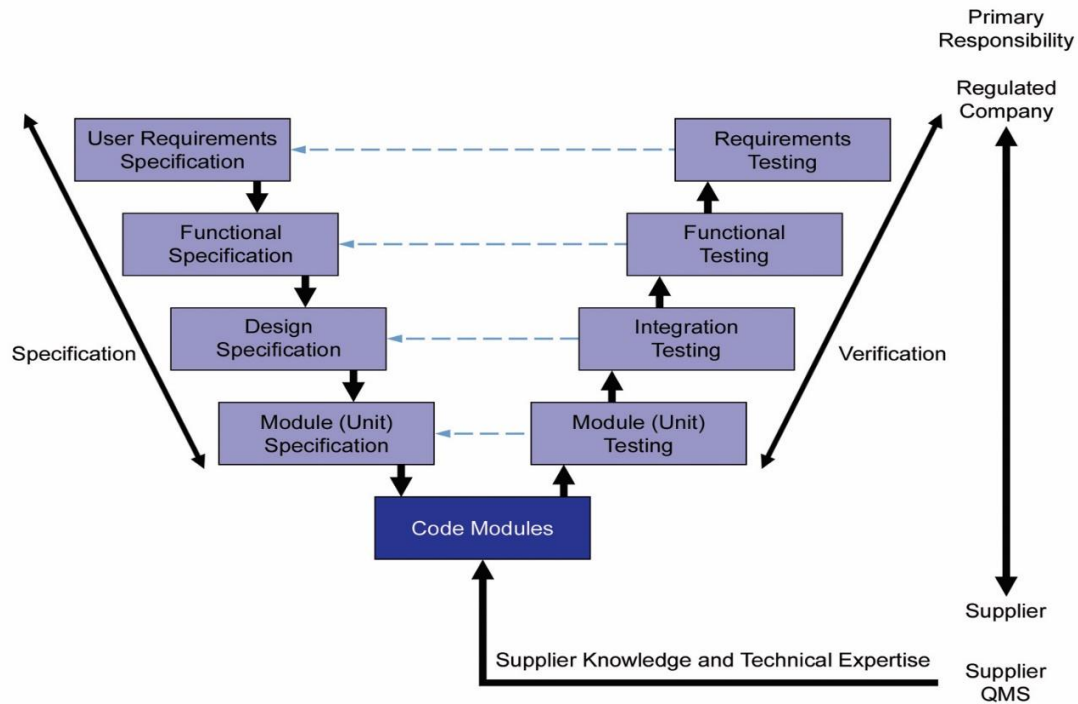 Primary
Responsibility
Regulated
Company
User Requirements
Specification
Requirements
Testing
Functional
Specification
Functional
Testing
Design
Specification
Integration
Testing
Specification
Verification
Module (Unit)
Specification
Module (Unit)
Testing
Code Modules
Supplier
Supplier Knowledge and Technical Expertise
Supplier
QMS